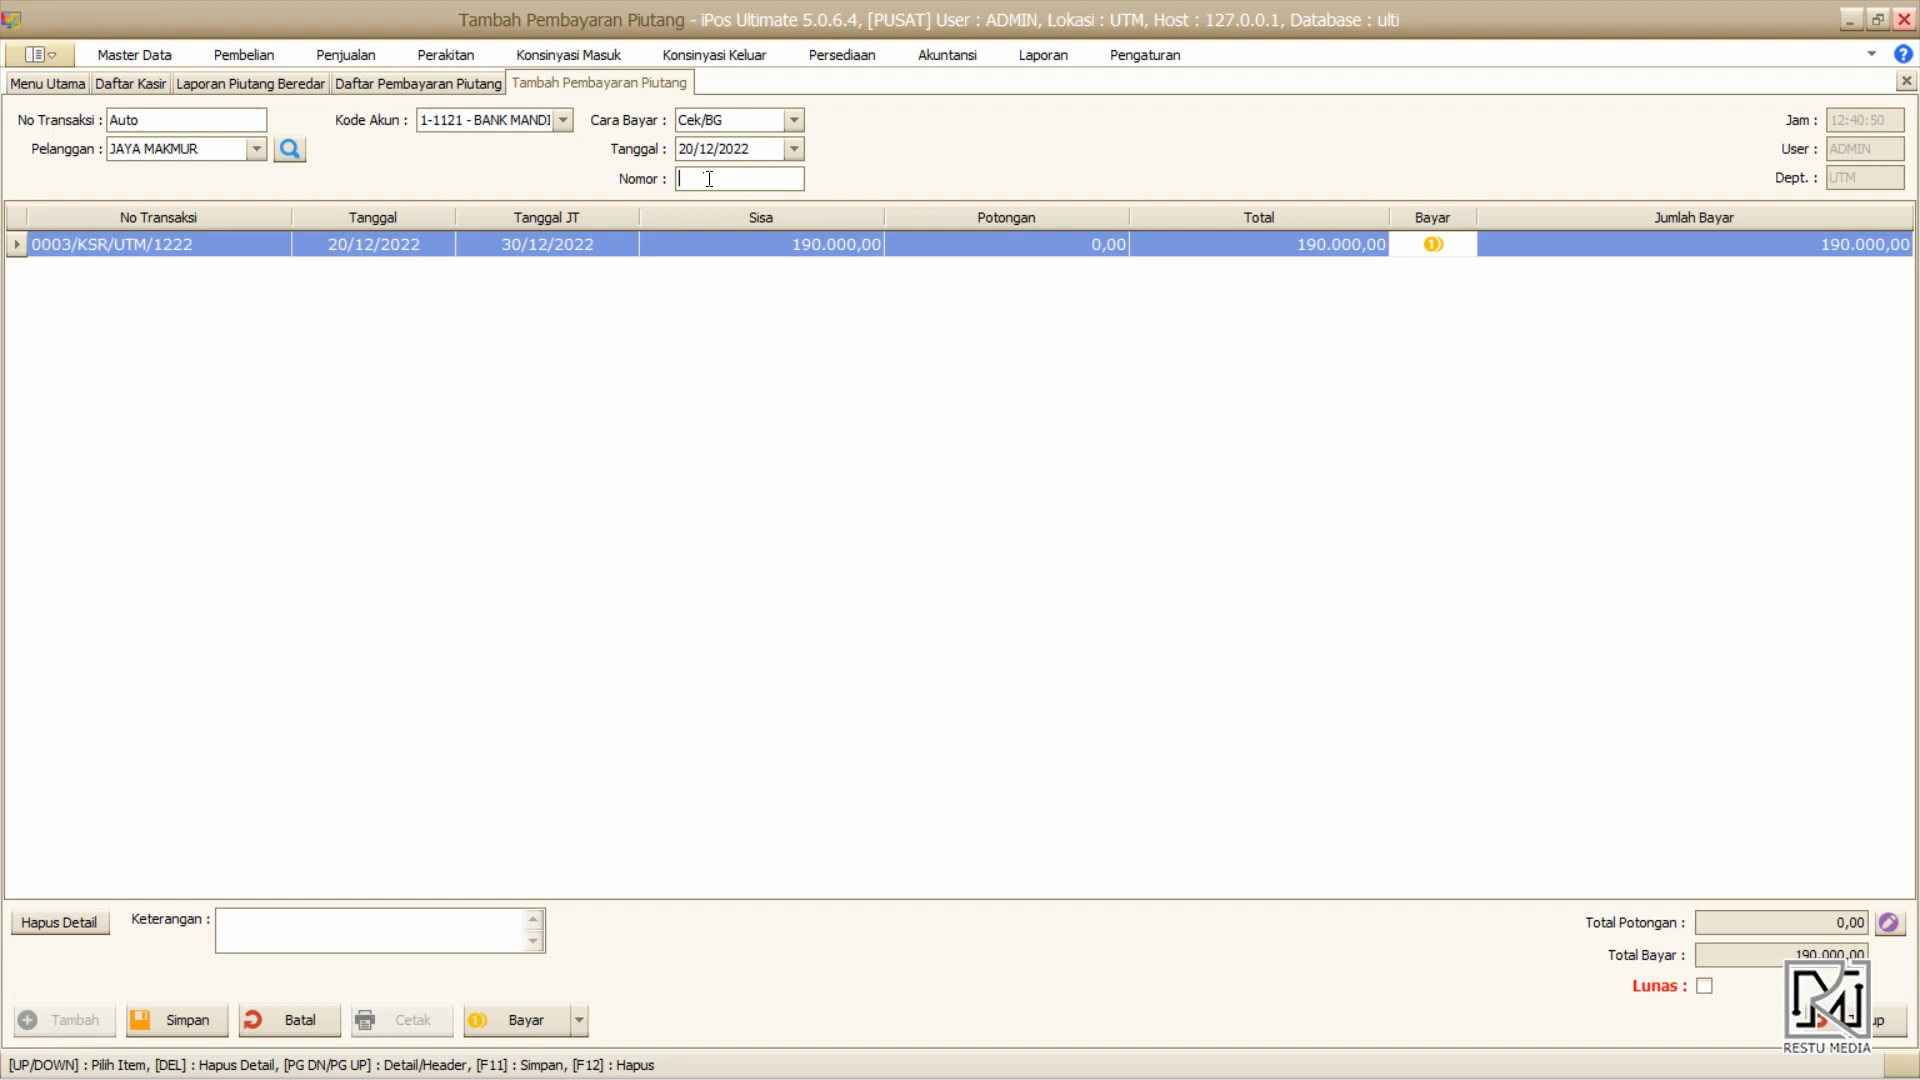 Tambah Pembayaran Piutang - iPos Ultimate 5.0.6.4, [PUSAT] User : ADMIN, Lokasi : UTM, Host : 127.0.0.1, Database : ulti
Master Data Pembelian Penjualan Perakitan Konsinyasi Masuk Konsinyasi Keluar Persediaan Akuntansi Laporan Pengaturan
Menu Utama Daftar Kasir Laporan Piutang Beredar Daftar Pembayaran Piutang Tambah Pembayaran Piutang
No Transaksi : Auto Kode Akun : 1-1121 - BANK MANDI Cara Bayar : Cek/BG Jam : 12:40:50
Pelanggan : JAYA MAKMUR Tanggal : 20/12/2022 User : ADMIN
Nomor : Dept. : UTM
No Transaksi Tanggal Tanggal JT Sisa Potongan Total Bayar Jumlah Bayar
0003/KSR/UTM/1222 20/12/2022 30/12/2022 190.000,00 0,00 190.000,00 190.000,00
Hapus Detail Keterangan : Total Potongan : 0,00
Total Bayar : 190.000,00
Lunas :
Tambah Simpan Batal Cetak Bayar
RESTU MEDIA
[UP/DOWN] : Pilih Item, [DEL] : Hapus Detail, [PG DN/PG UP] : Detail/Header, [F11] : Simpan, [F12] : Hapus